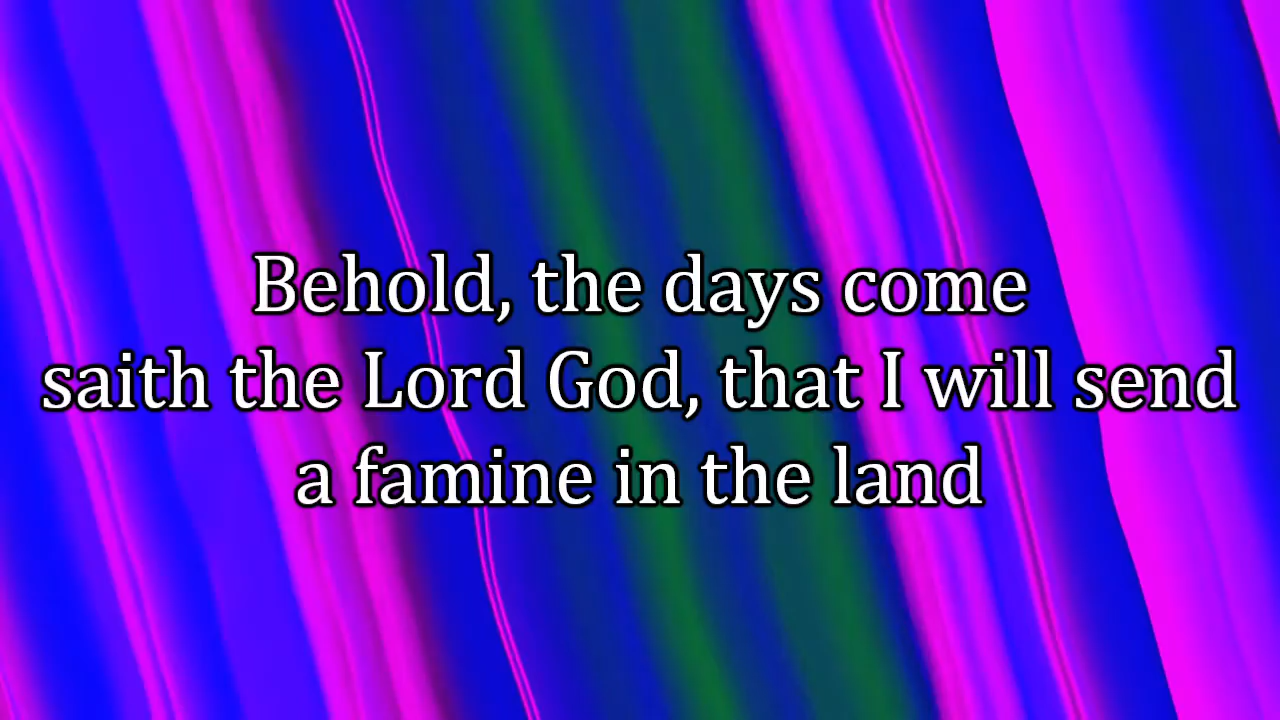 Behold, the days come
saith the Lord God, that I will send
a famine in the land